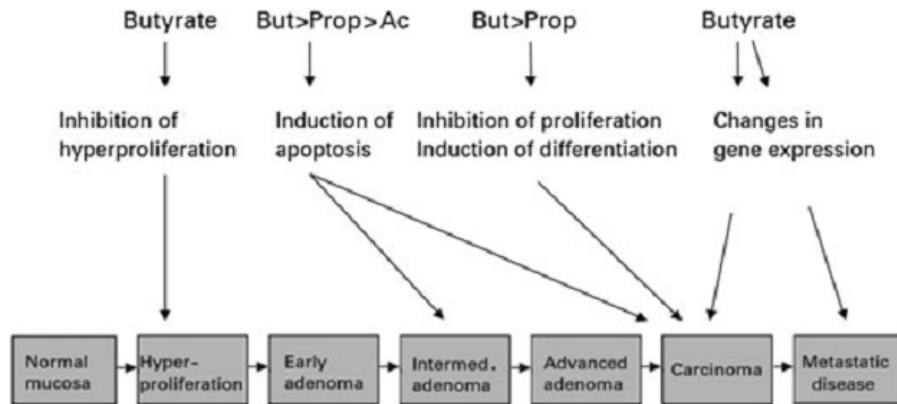 Butyrate
But>Prop>Ac
But>Prop
Butyrate
Inhibition of
hyperproliferation
Induction of
apoptosis
Inhibition of proliferation
Induction of differentiation
Changes in
gene expression
Normal
mucosa
Hyper-
proliferation
Early
adenoma
Intermed.
adenoma
Advanced
adenoma
Carcinoma
Metastatic
disease